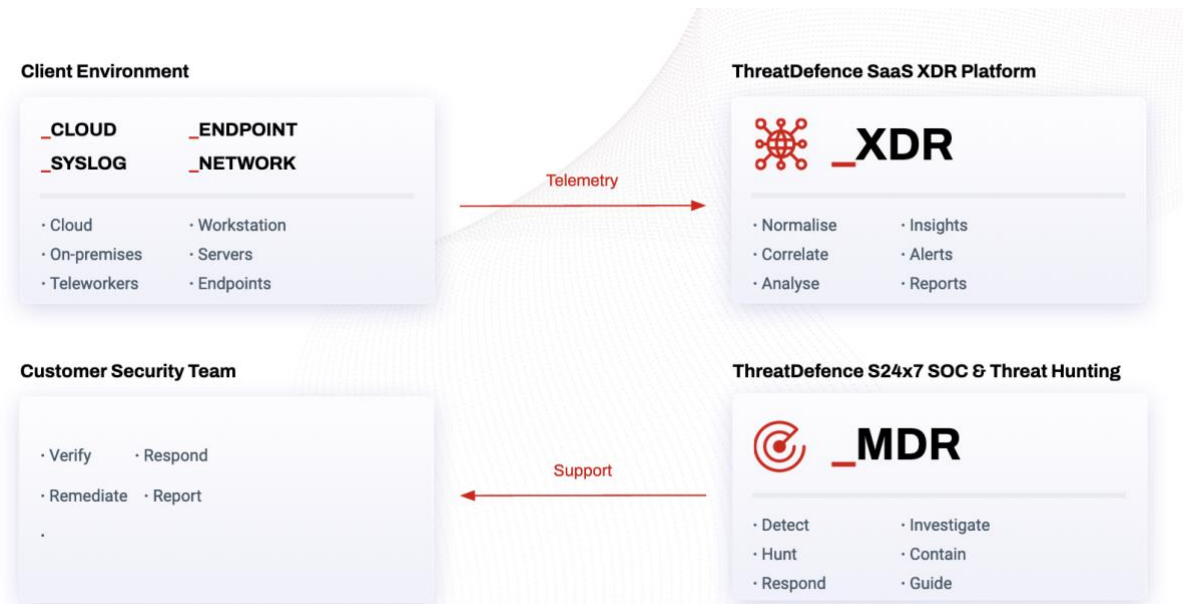 Client Environment
_CLOUD _ENDPOINT
_SYSLOG _NETWORK
· Cloud · Workstation
· On-premises · Servers
· Teleworkers · Endpoints
Telemetry
ThreatDefence SaaS XDR Platform
_XDR
· Normalise · Insights
· Correlate · Alerts
· Analyse · Reports
Customer Security Team
· Verify · Respond
· Remediate · Report
·
Support
ThreatDefence S24x7 SOC & Threat Hunting
_MDR
· Detect · Investigate
· Hunt · Contain
· Respond · Guide